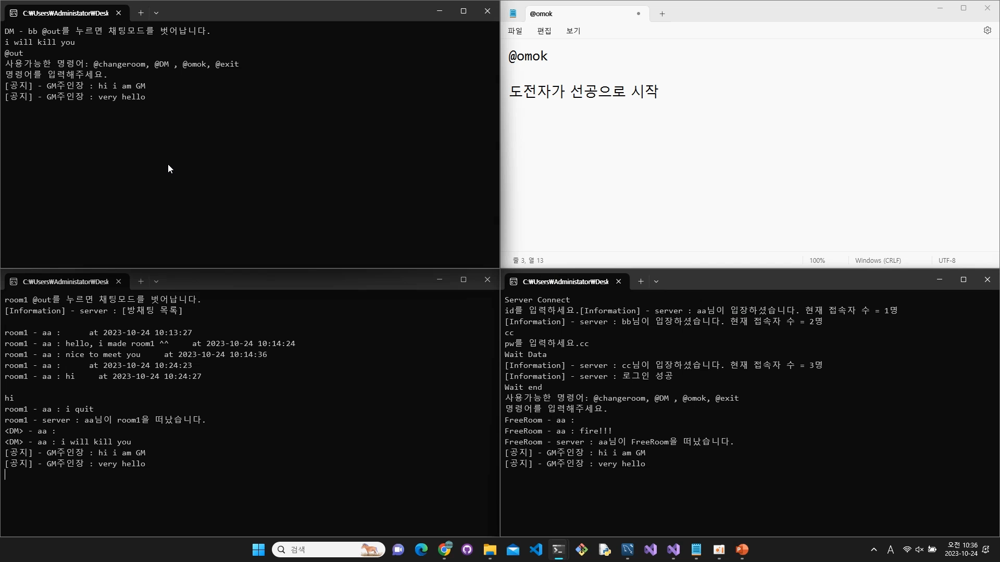 C:₩Users₩Administator₩Desk
DM - bb @out를 누르면 채팅모드를 벗어납니다.
i will kill you
@out
사용가능한 명령어: @changeroom, @DM , @omok, @exit
명령어를 입력해주세요.
[공지] - GM주인장 : hi i am GM
[공지] - GM주인장 : very hello
@omok
파일 편집 보기
@omok
도전자가 선공으로 시작
줄 3, 열 13 100% Windows (CRLF) UTF-8
C:₩Users₩Administator₩Desk
room1 @out를 누르면 채팅모드를 벗어납니다.
[Information] - server : [방채팅 목록]
room1 - aa :      at 2023-10-24 10:13:27
room1 - aa : hello, i made room1 ^^     at 2023-10-24 10:14:24
room1 - aa : nice to meet you     at 2023-10-24 10:14:36
room1 - aa :      at 2023-10-24 10:24:23
room1 - aa : hi     at 2023-10-24 10:24:27
hi
room1 - aa : i quit
room1 - server : aa님이 room1을 떠났습니다.
<DM> - aa :
<DM> - aa : i will kill you
[공지] - GM주인장 : hi i am GM
[공지] - GM주인장 : very hello
C:₩Users₩Administator₩Desk
Server Connect
id를 입력하세요.[Information] - server : aa님이 입장하셨습니다. 현재 접속자 수 = 1명
[Information] - server : bb님이 입장하셨습니다. 현재 접속자 수 = 2명
cc
pw를 입력하세요.cc
Wait Data
[Information] - server : cc님이 입장하셨습니다. 현재 접속자 수 = 3명
[Information] - server : 로그인 성공
Wait end
사용가능한 명령어: @changeroom, @DM , @omok, @exit
명령어를 입력해주세요.
FreeRoom - aa :
FreeRoom - aa : fire!!!
FreeRoom - server : aa님이 FreeRoom을 떠났습니다.
[공지] - GM주인장 : hi i am GM
[공지] - GM주인장 : very hello
검색
A
오전 10:36
2023-10-24